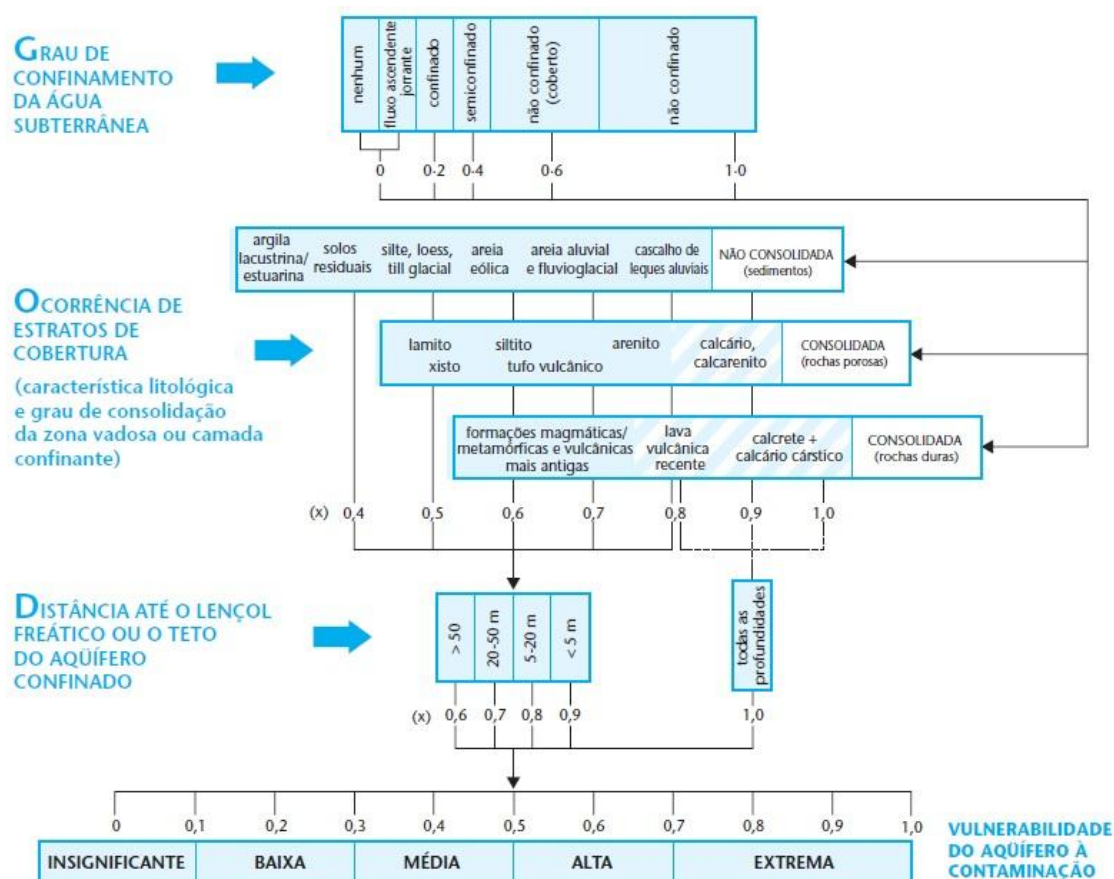 GRAU DE
CONFINAMENTO
DA ÁGUA
SUBTERRÂNEA
nenhum
fluxo ascendente
jorrante
confinado
semiconfinado
não confinado
(coberto)
não confinado
0
0·2
0·4
0·6
1·0
OCORRÊNCIA DE
ESTRATOS DE
COBERTURA
(característica litológica
e grau de consolidação
da zona vadosa ou camada
confinante)
argila
lacustrina/
estuarina
solos
residuais
silte, loess,
till glacial
areia
eólica
areia aluvial
e fluvioglacial
cascalho de
leques aluviais
NÃO CONSOLIDADA
(sedimentos)
lamito
xisto
siltito
tufo vulcânico
arenito
calcário,
calcarenito
CONSOLIDADA
(rochas porosas)
formações magmáticas/
metamórficas e vulcânicas
mais antigas
lava
vulcânica
recente
calcrete +
calcário cárstico
CONSOLIDADA
(rochas duras)
(x) 0,4 0,5 0,6 0,7 0,8 0,9 1,0
DISTÂNCIA ATÉ O LENÇOL
FREÁTICO OU O TETO
DO AQÜÍFERO
CONFINADO
> 50
20-50 m
5-20 m
< 5 m
todas as
profundidades
(x) 0,6 0,7 0,8 0,9 1,0
0 0,1 0,2 0,3 0,4 0,5 0,6 0,7 0,8 0,9 1,0
INSIGNIFICANTE BAIXA MÉDIA ALTA EXTREMA
VULNERABILIDADE
DO AQÜÍFERO À
CONTAMINAÇÃO